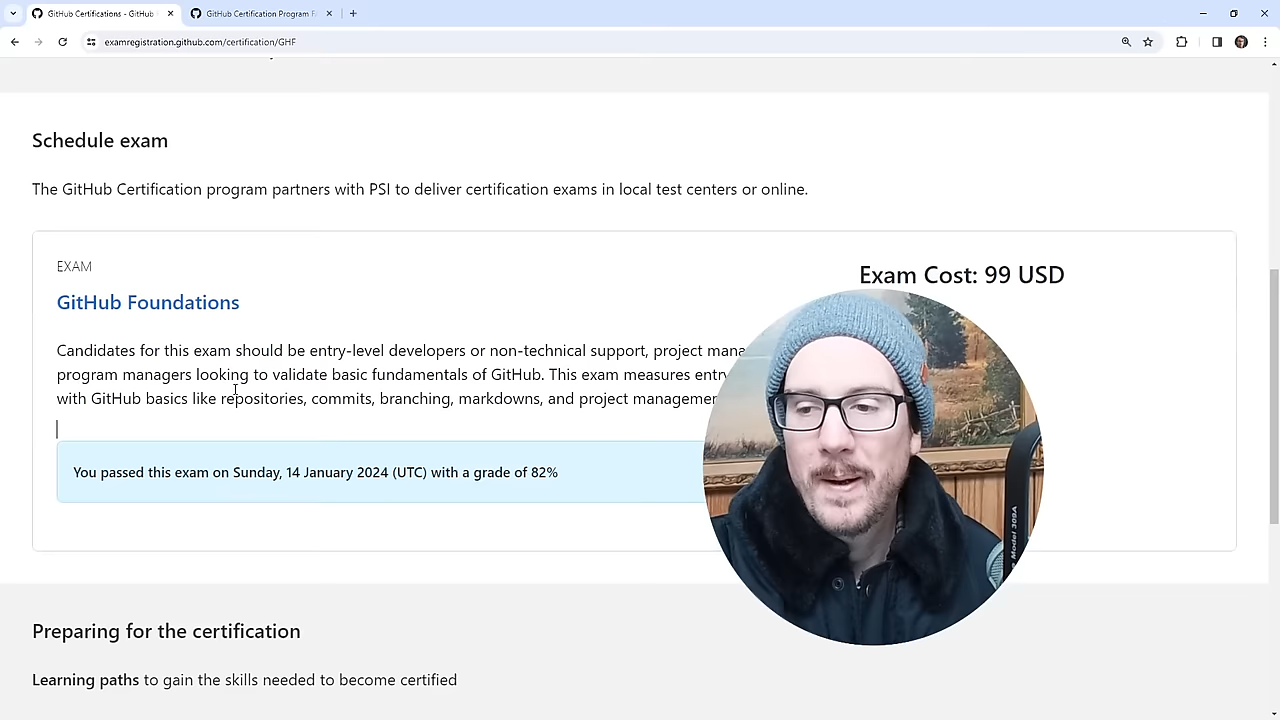 GitHub Certifications - GitHub
GitHub Certification Program F
examregistration.github.com/certification/GHF
Schedule exam
The GitHub Certification program partners with PSI to deliver certification exams in local test centers or online.
EXAM
Exam Cost: 99 USD
GitHub Foundations
Candidates for this exam should be entry-level developers or non-technical support, project mana
program managers looking to validate basic fundamentals of GitHub. This exam measures entry
with GitHub basics like repositories, commits, branching, markdowns, and project managemen
You passed this exam on Sunday, 14 January 2024 (UTC) with a grade of 82%
Model 309A
Preparing for the certification
Learning paths to gain the skills needed to become certified